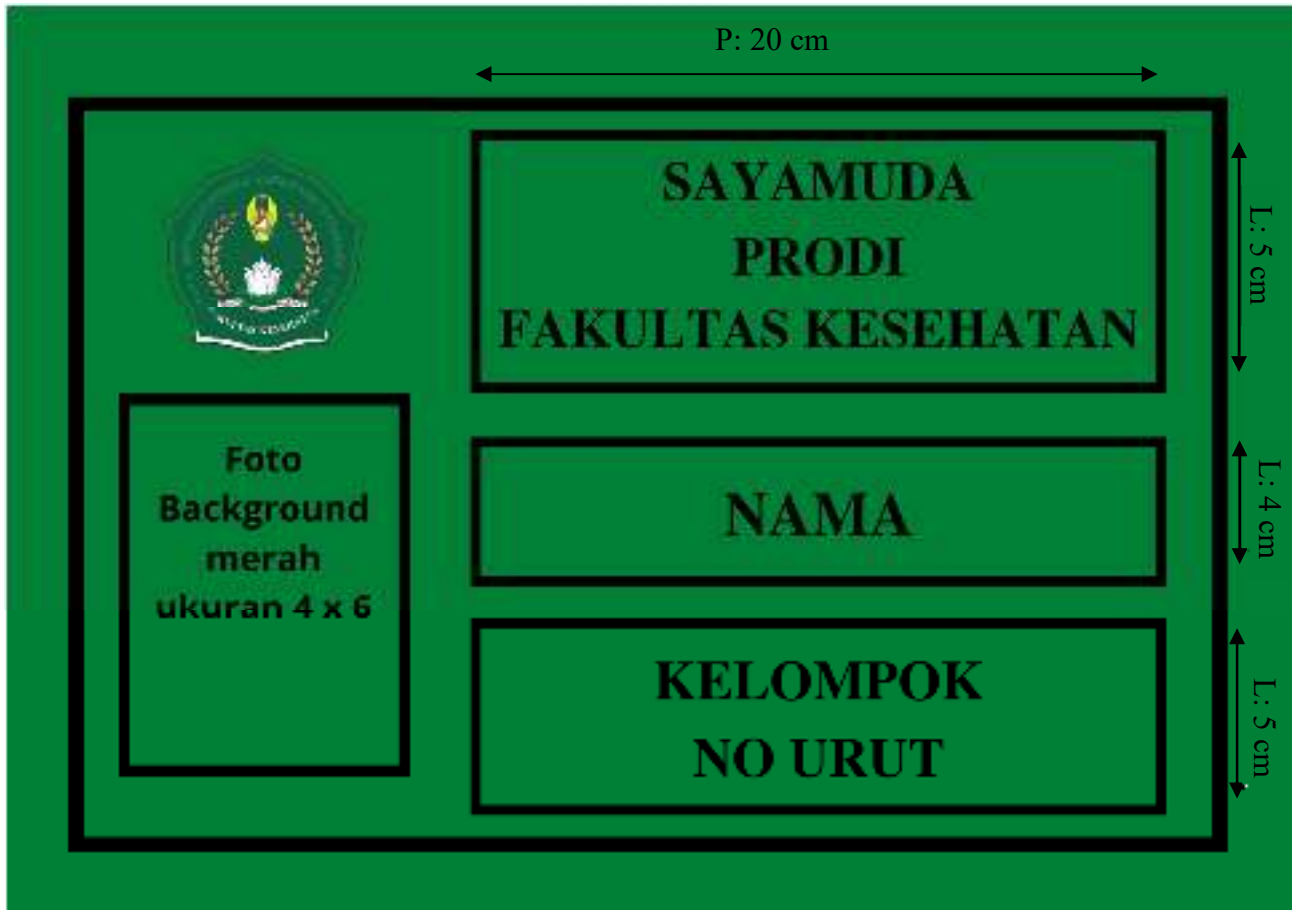 P: 20 cm
SAYAMUDA
PRODI
FAKULTAS KESEHATAN
L: 5 cm
Foto
Background
merah
ukuran 4 x 6
NAMA
L: 4 cm
KELOMPOK
NO URUT
L: 5 cm